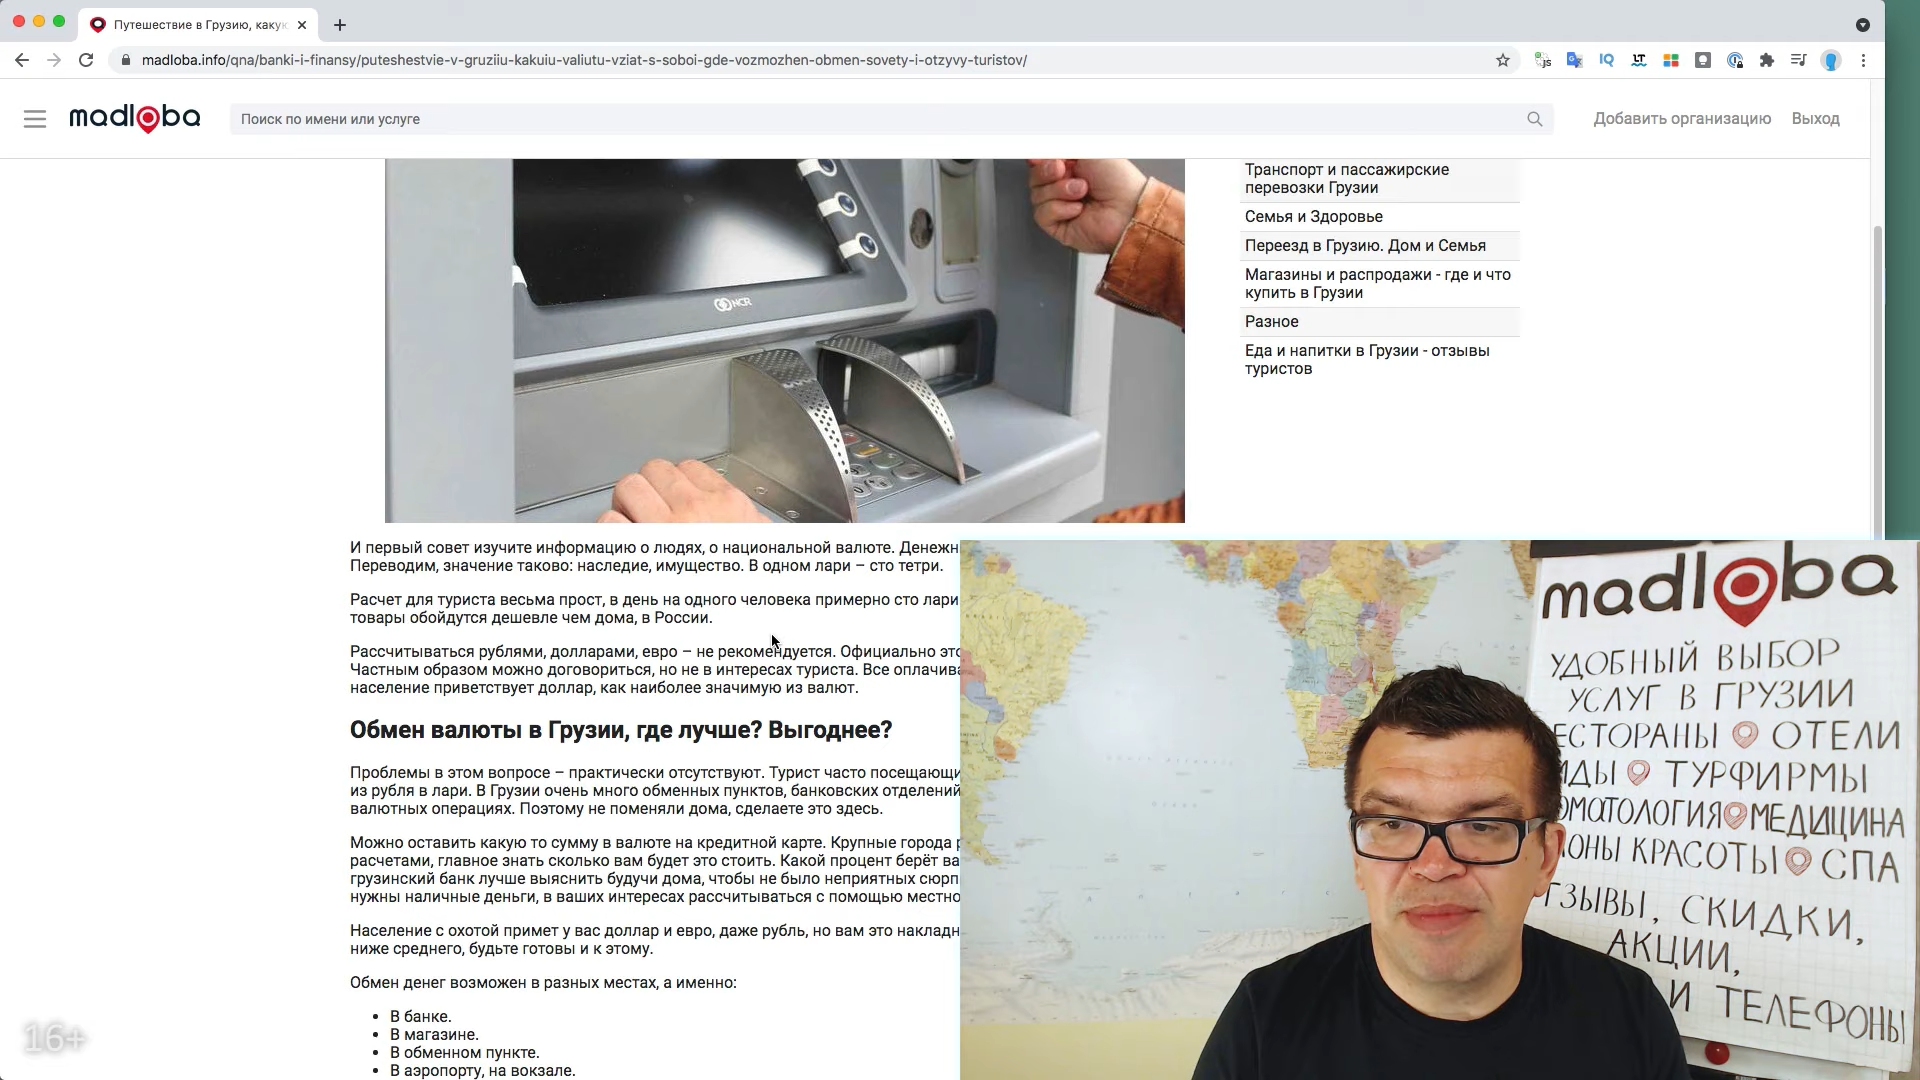 Путешествие в Грузию, какую
madloba.info/qna/banki-i-finansy/puteshestvie-v-gruziiu-kakuiu-valiutu-vziat-s-soboi-gde-vozmozhen-obmen-sovety-i-otzyvy-turistov/
madloba
Поиск по имени или услуге
Добавить организацию
Выход
NCR
Транспорт и пассажирские
перевозки Грузии
Семья и Здоровье
Переезд в Грузию. Дом и Семья
Магазины и распродажи - где и что
купить в Грузии
Разное
Еда и напитки в Грузии - отзывы
туристов
И первый совет изучите информацию о людях, о национальной валюте. Денежн
Переводим, значение таково: наследие, имущество. В одном лари – сто тетри.
Расчет для туриста весьма прост, в день на одного человека примерно сто лари
товары обойдутся дешевле чем дома, в России.
Рассчитываться рублями, долларами, евро – не рекомендуется. Официально это
Частным образом можно договориться, но не в интересах туриста. Все оплачива
население приветствует доллар, как наиболее значимую из валют.
Обмен валюты в Грузии, где лучше? Выгоднее?
Проблемы в этом вопросе – практически отсутствуют. Турист часто посещающи
из рубля в лари. В Грузии очень много обменных пунктов, банковских отделений
валютных операциях. Поэтому не поменяли дома, сделаете это здесь.
Можно оставить какую то сумму в валюте на кредитной карте. Крупные города р
расчетами, главное знать сколько вам будет это стоить. Какой процент берёт ва
грузинский банк лучше выяснить будучи дома, чтобы не было неприятных сюрп
нужны наличные деньги, в ваших интересах рассчитываться с помощью местно
Население с охотой примет у вас доллар и евро, даже рубль, но вам это накладн
ниже среднего, будьте готовы и к этому.
Обмен денег возможен в разных местах, а именно:
В банке.
В магазине.
В обменном пункте.
В аэропорту, на вокзале.
16+
madloba
УДОБНЫЙ ВЫБОР
УСЛУГ В ГРУЗИИ
ЕСТОРАНЫ ОТЕЛИ
ИДЫ ТУРФИРМЫ
ОМАТОЛОГИЯ МЕДИЦИНА
ОНЫ КРАСОТЫ СПА
ТЗЫВЫ, СКИДКИ,
АКЦИИ,
И ТЕЛЕФОНЫ